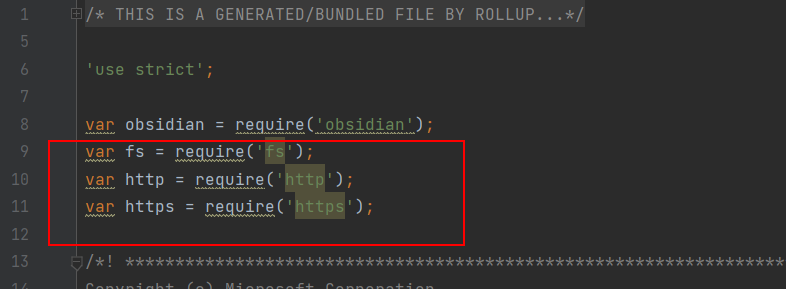 1 /* THIS IS A GENERATED/BUNDLED FILE BY ROLLUP...*/
5
6 'use strict';
7
8 var obsidian = require('obsidian');
9 var fs = require('fs');
10 var http = require('http');
11 var https = require('https');
12
13 /*! ******************************************************************
14 Copyright (c) Microsoft Corporation